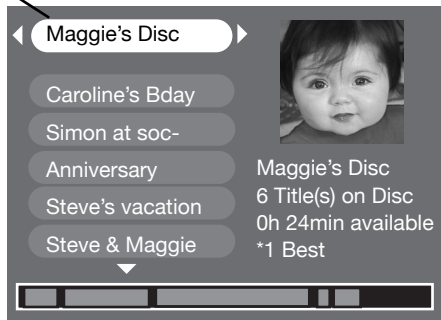 Maggie's Disc
Caroline's Bday
Simon at soc-
Anniversary
Steve's vacation
Steve & Maggie
Maggie's Disc
6 Title(s) on Disc
0h 24min available
*1 Best